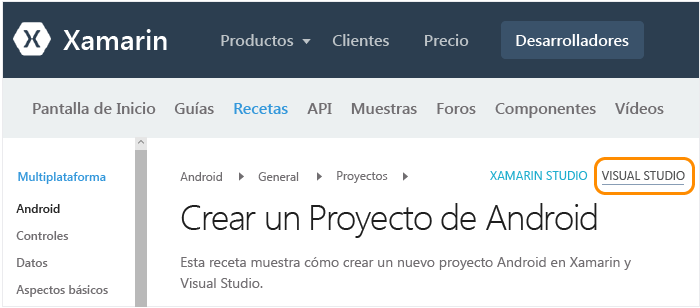 Xamarin Productos Clientes Precio Desarrolladores
Pantalla de Inicio Guías Recetas API Muestras Foros Componentes Vídeos
Multiplataforma
Android
Controles
Datos
Aspectos básicos
Android General Proyectos XAMARIN STUDIO VISUAL STUDIO
Crear un Proyecto de Android
Esta receta muestra cómo crear un nuevo proyecto Android en Xamarin y
Visual Studio.